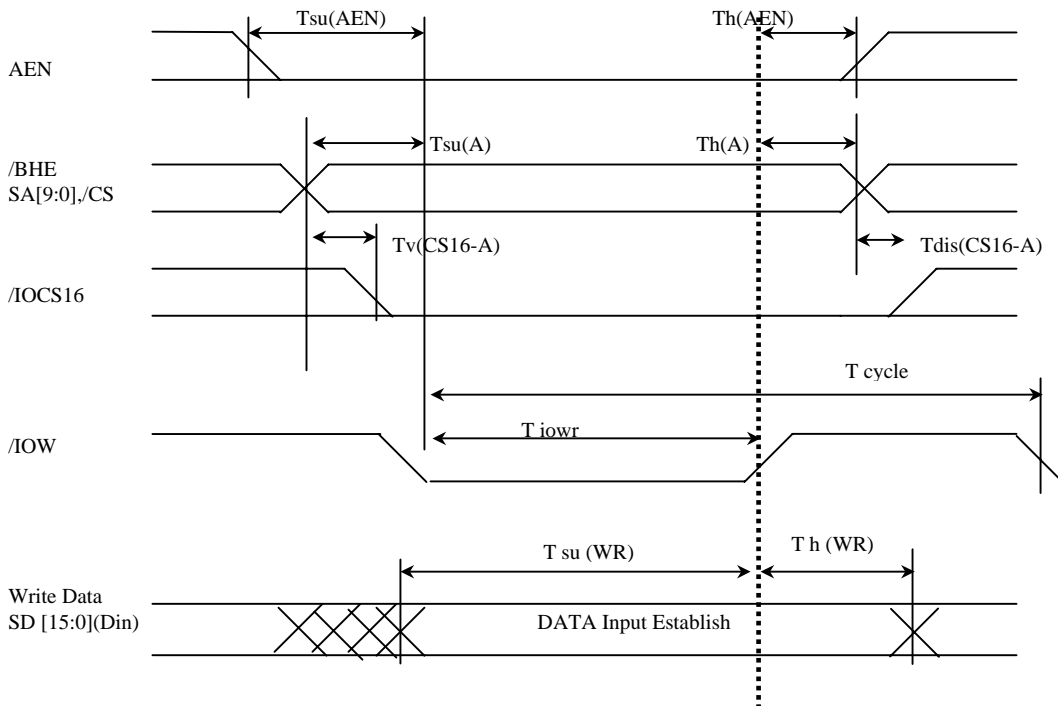 Tsu(AEN)
Th(AEN)
AEN
Tsu(A)
Th(A)
/BHE
SA[9:0],/CS
Tv(CS16-A)
Tdis(CS16-A)
/IOCS16
T cycle
T iowr
/IOW
T su (WR)
T h (WR)
Write Data
SD [15:0](Din)
DATA Input Establish